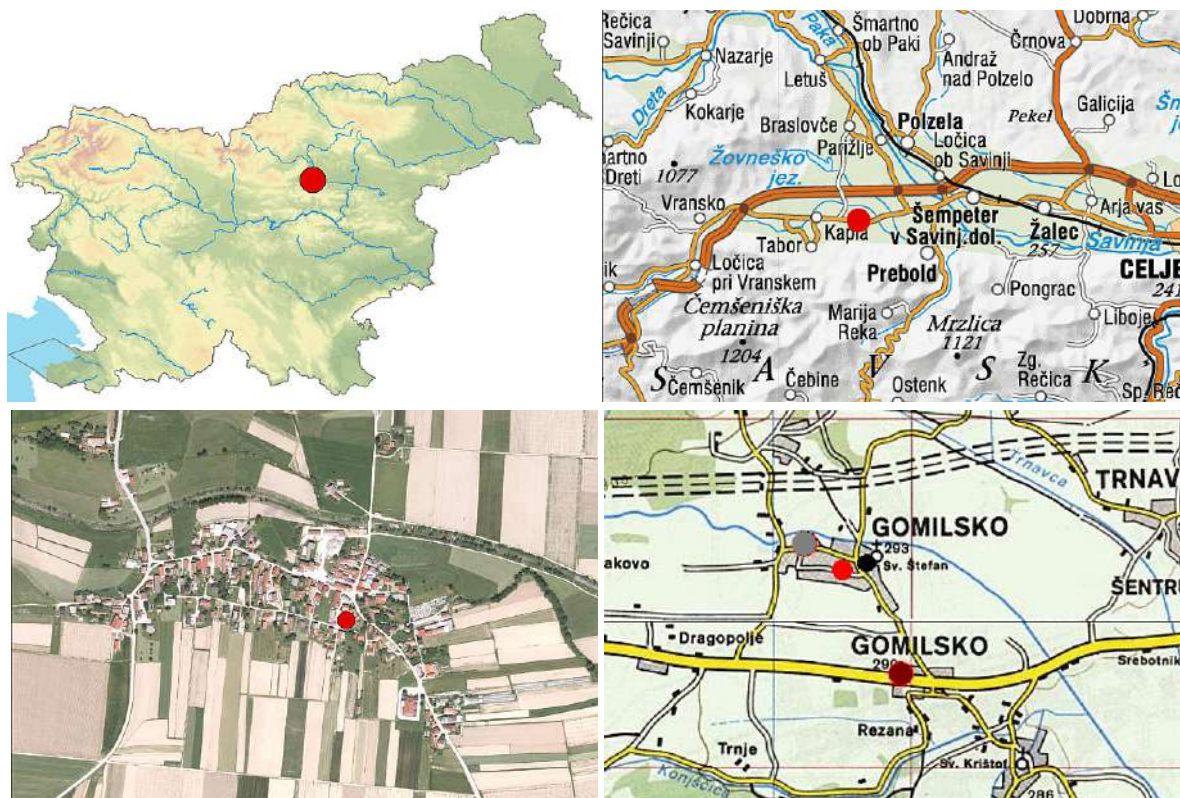 Rečica
Savinji
Paka
Šmartno
ob Paki
Dobrna
Nazarje
Črnova
Andraž
nad Polzelo
Letuš
Dreta
Kokarje
Galicija
Pekel
Braslovče
Polzela
Parižlje
Ločica
ob Savinji
martno
Dreti
1077
Žovneško
jez.
Vransko
Arja vas
Kapla
Šempeter
v Savinj.dol.
Žalec
257
Savinja
Tabor
Ločica
pri Vranskem
Prebold
CELJE
241
Pongrac
Čemšeniška
planina
1204
Marija
Reka
Mrzlica
1121
Liboje
S A V S K
Zg.
Rečica
Čemšenik
Čebine
Ostenk
Sp. Reč
Trnavca
TRNAV
GOMILSKO
293
Sv. Štefan
akovo
ŠENTRU
Dragopolje
GOMILSKO
Srebotnik
Rezana
Trnje
Sv. Krištof
Konjščica
286